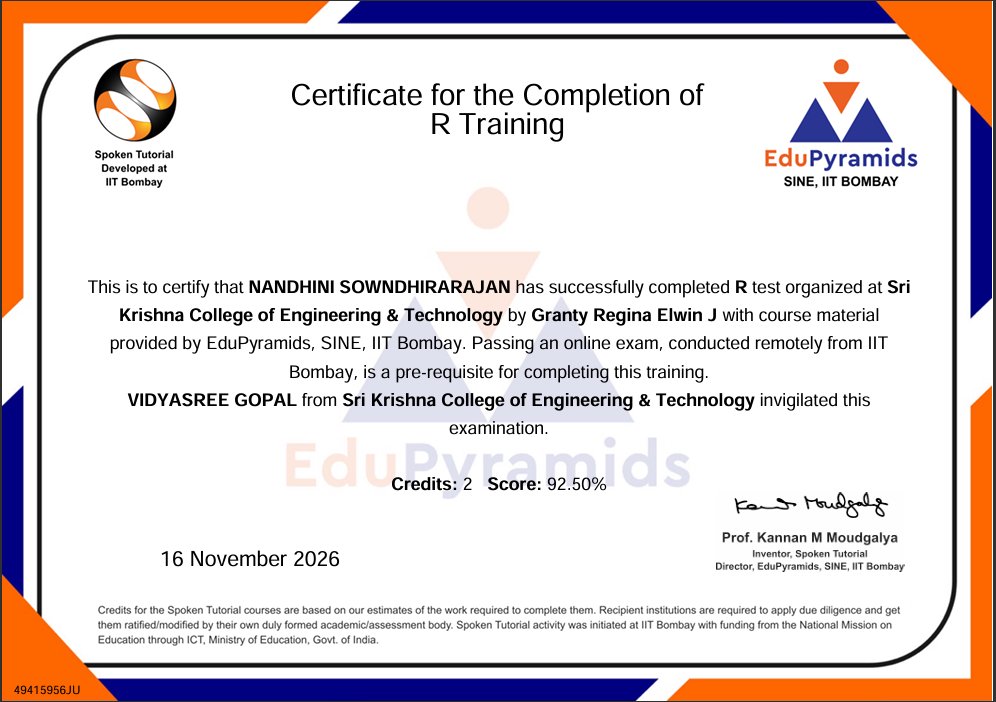 Certificate for the Completion of
R Training
Spoken Tutorial
Developed at
IIT Bombay
EduPyramids
SINE, IIT BOMBAY
This is to certify that NANDHINI SOWNDHIRARAJAN has successfully completed R test organized at Sri
Krishna College of Engineering & Technology by Granty Regina Elwin J with course material
provided by EduPyramids, SINE, IIT Bombay. Passing an online exam, conducted remotely from IIT
Bombay, is a pre-requisite for completing this training.
VIDYASREE GOPAL from Sri Krishna College of Engineering & Technology invigilated this
examination.
EduPyramids
Credits: 2 Score: 92.50%
Kannan Moudgalya
Prof. Kannan M Moudgalya
Inventor, Spoken Tutorial
Director, EduPyramids, SINE, IIT Bombay
16 November 2026
Credits for the Spoken Tutorial courses are based on our estimates of the work required to complete them. Recipient institutions are required to apply due diligence and get
them ratified/modified by their own duly formed academic/assessment body. Spoken Tutorial activity was initiated at IIT Bombay with funding from the National Mission on
Education through ICT, Ministry of Education, Govt. of India.
49415956JU